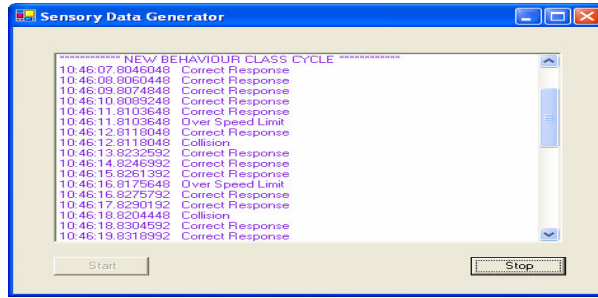 Sensory Data Generator
************ NEW BEHAVIOUR CLASS CYCLE ************
10:46:07.8046048 Correct Response
10:46:08.8060448 Correct Response
10:46:09.8074848 Correct Response
10:46:10.8089248 Correct Response
10:46:11.8103648 Correct Response
10:46:11.8103648 Over Speed Limit
10:46:12.8118048 Correct Response
10:46:12.8118048 Collision
10:46:13.8232592 Correct Response
10:46:14.8246992 Correct Response
10:46:15.8261392 Correct Response
10:46:16.8175648 Over Speed Limit
10:46:16.8275792 Correct Response
10:46:17.8290192 Correct Response
10:46:18.8204448 Collision
10:46:18.8304592 Correct Response
10:46:19.8318992 Correct Response
Start Stop